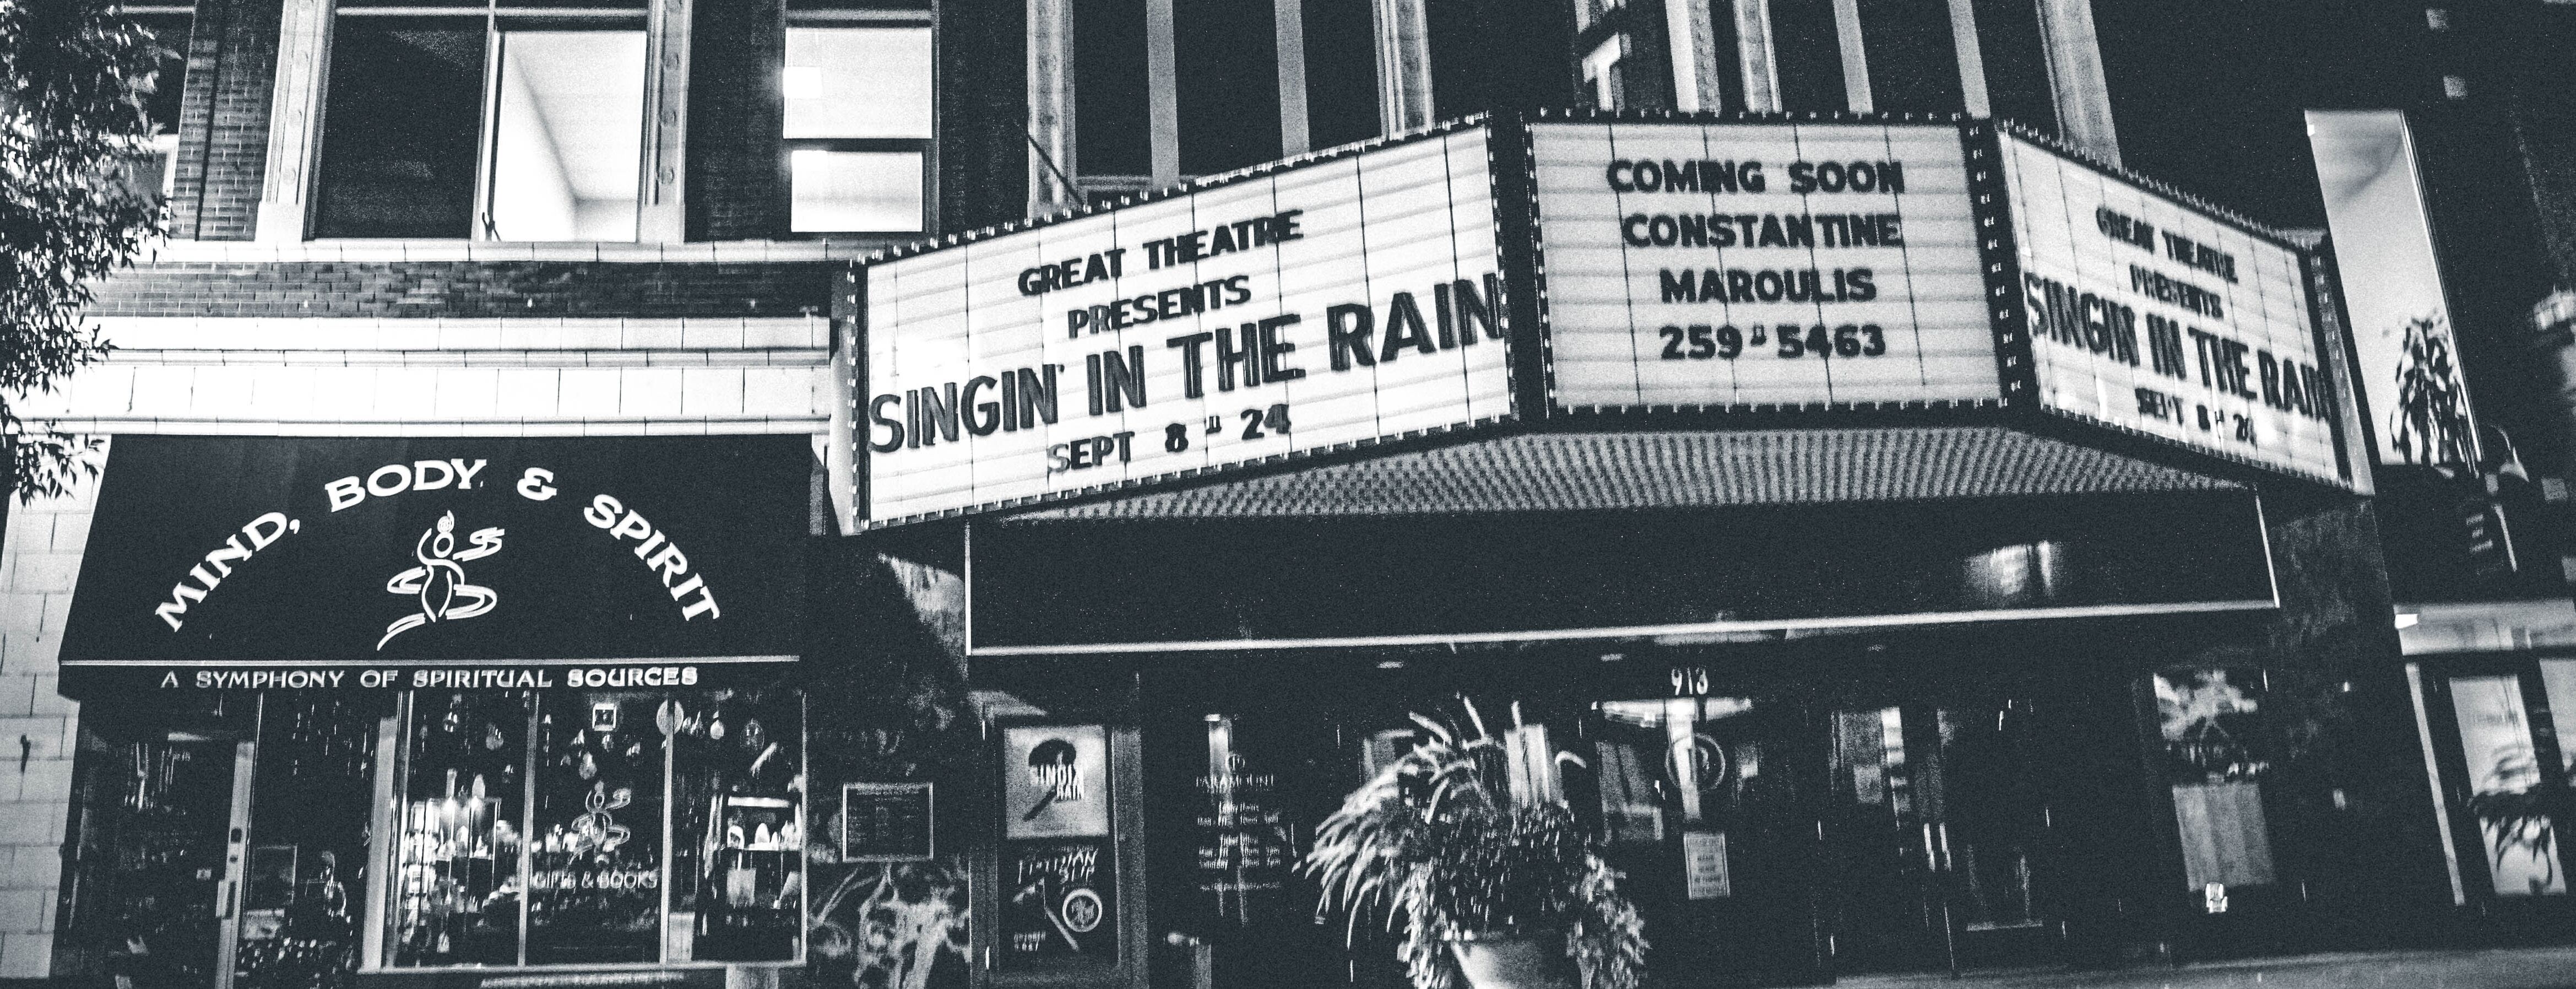 MIND, BODY & SPIRIT
A SYMPHONY OF SPIRITUAL SOURCES
GIFTS & BOOKS
GREAT THEATRE
PRESENTS
SINGIN' IN THE RAIN
SEPT 8 - 24
COMING SOON
CONSTANTINE
MAROULIS
259-5463
GREAT THEATRE
PRESENTS
SINGIN IN THE RAIN
SEPT 8 - 24
913
PARAMOUNT
RAIN